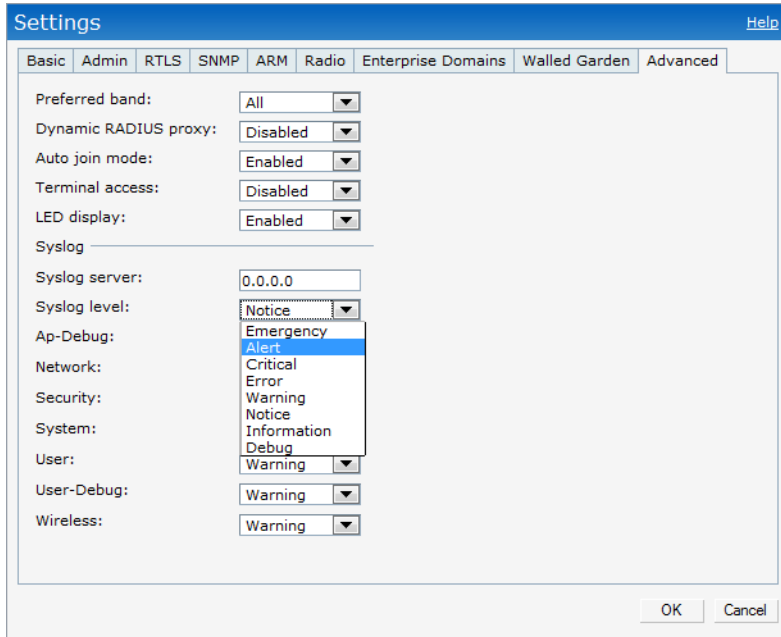 Settings Help
Basic Admin RTLS SNMP ARM Radio Enterprise Domains Walled Garden Advanced
Preferred band: All
Dynamic RADIUS proxy: Disabled
Auto join mode: Enabled
Terminal access: Disabled
LED display: Enabled
Syslog
Syslog server: 0.0.0.0
Syslog level: Notice
Emergency
Ap-Debug: Alert
Critical
Network: Error
Security: Warning
Notice
System: Information
Debug
User: Warning
User-Debug: Warning
Wireless: Warning
OK Cancel